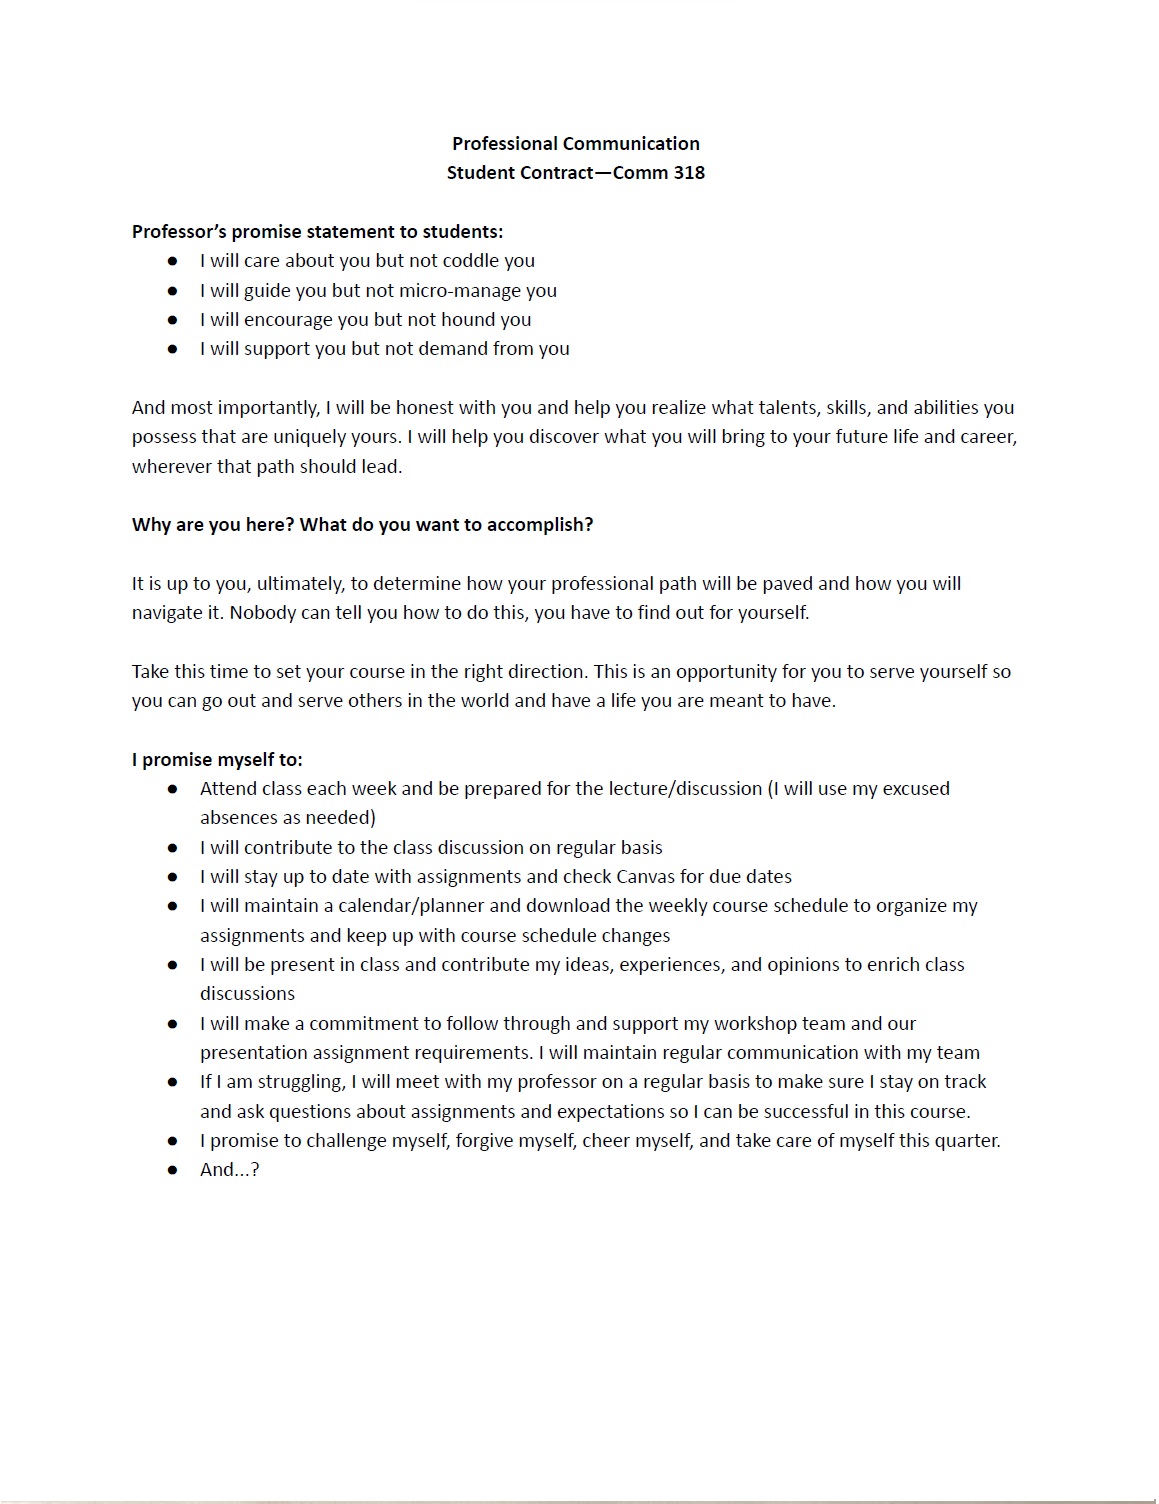 Professional Communication
Student Contract—Comm 318
Professor’s promise statement to students:
● I will care about you but not coddle you
● I will guide you but not micro-manage you
● I will encourage you but not hound you
● I will support you but not demand from you
And most importantly, I will be honest with you and help you realize what talents, skills, and abilities you
possess that are uniquely yours. I will help you discover what you will bring to your future life and career,
wherever that path should lead.
Why are you here? What do you want to accomplish?
It is up to you, ultimately, to determine how your professional path will be paved and how you will
navigate it. Nobody can tell you how to do this, you have to find out for yourself.
Take this time to set your course in the right direction. This is an opportunity for you to serve yourself so
you can go out and serve others in the world and have a life you are meant to have.
I promise myself to:
● Attend class each week and be prepared for the lecture/discussion (I will use my excused
absences as needed)
● I will contribute to the class discussion on regular basis
● I will stay up to date with assignments and check Canvas for due dates
● I will maintain a calendar/planner and download the weekly course schedule to organize my
assignments and keep up with course schedule changes
● I will be present in class and contribute my ideas, experiences, and opinions to enrich class
discussions
● I will make a commitment to follow through and support my workshop team and our
presentation assignment requirements. I will maintain regular communication with my team
● If I am struggling, I will meet with my professor on a regular basis to make sure I stay on track
and ask questions about assignments and expectations so I can be successful in this course.
● I promise to challenge myself, forgive myself, cheer myself, and take care of myself this quarter.
● And...?